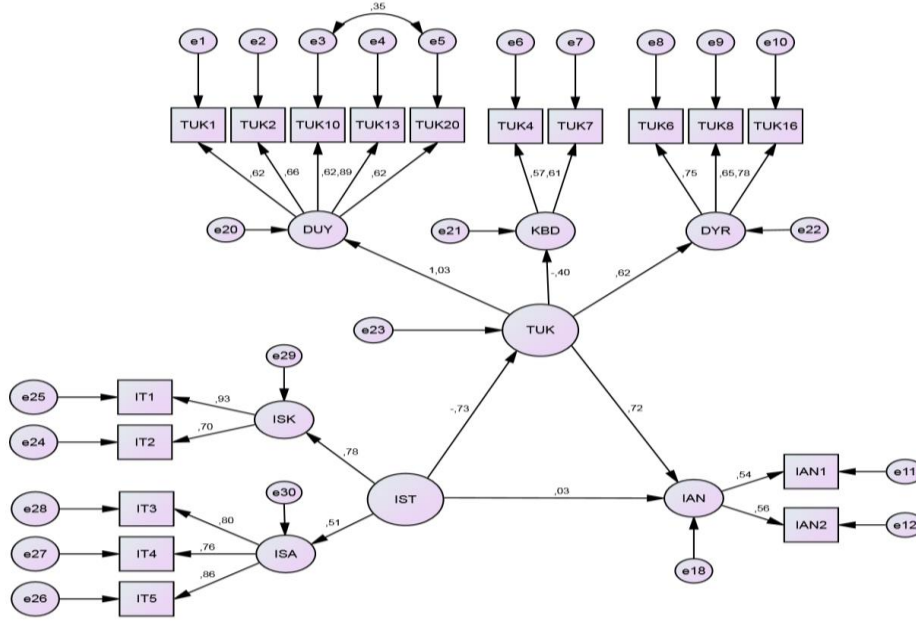 ,35
e1 e2 e3 e4 e5 e6 e7 e8 e9 e10
TUK1 TUK2 TUK10 TUK13 TUK20 TUK4 TUK7 TUK6 TUK8 TUK16
,62 ,66 ,62 ,89 ,62 ,57 ,61 ,75 ,65 ,78
e20 DUY e21 KBD DYR e22
1,03 -,40 ,62
e23 TUK
e29
e25 IT1 ,93 ISK -,73 ,72
e24 IT2 ,70
,78
IAN1 e11
,54
e28 IT3 e30 IST ,03 IAN
,80 ,51 ,56 IAN2 e12
e27 IT4 ,76 ISA
,86 e18
e26 IT5